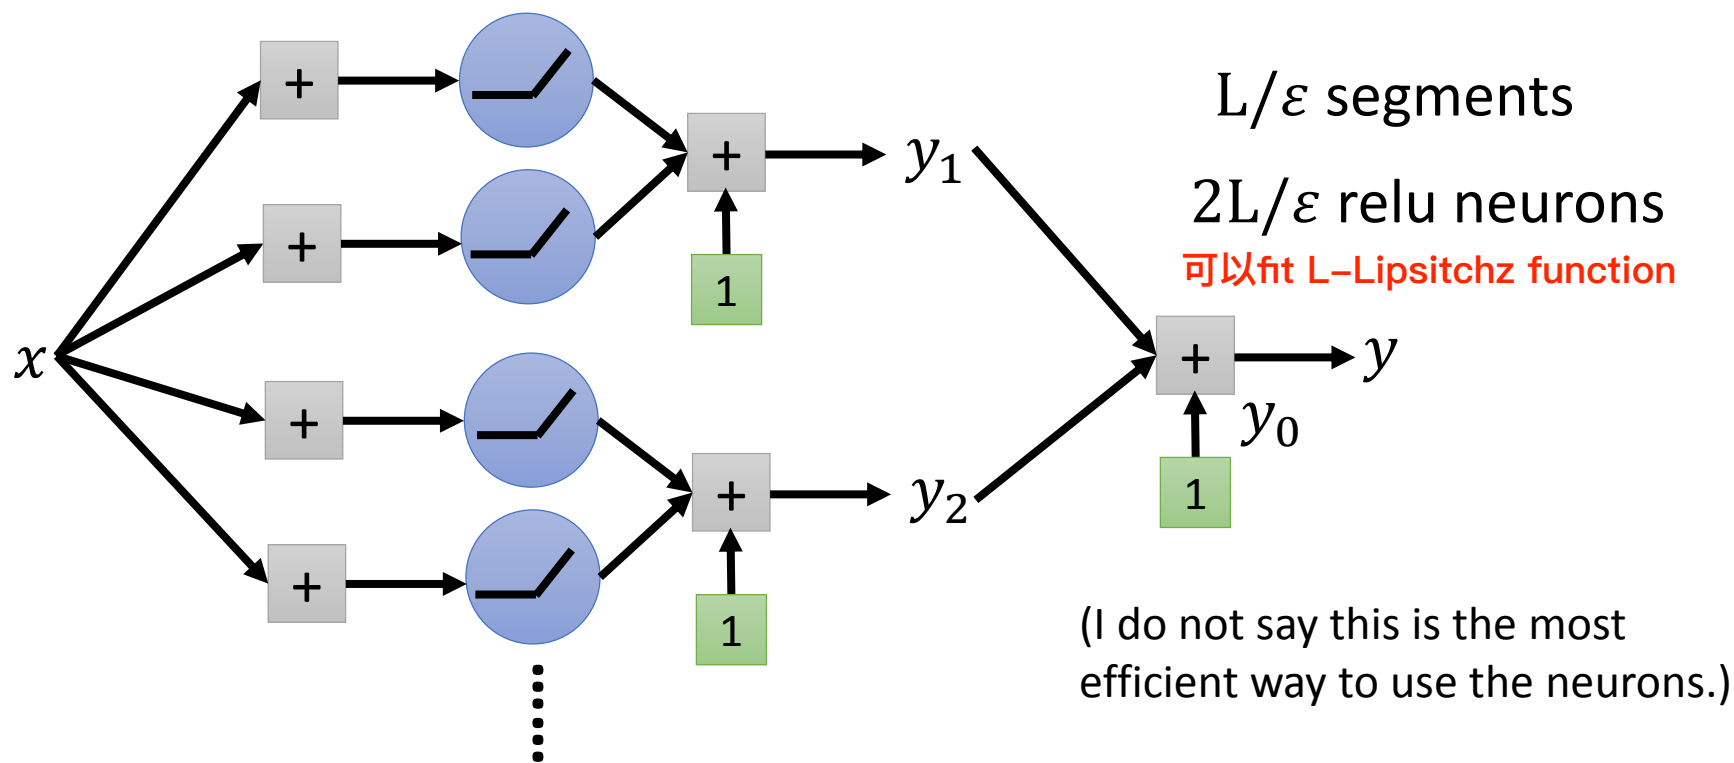 +
+
y₁
1
L/ε segments
2L/ε relu neurons
可以fit L-Lipsitchz function
+
+
x
+
y
y₀
1
+
+
y₂
1
+
(I do not say this is the most
efficient way to use the neurons.)